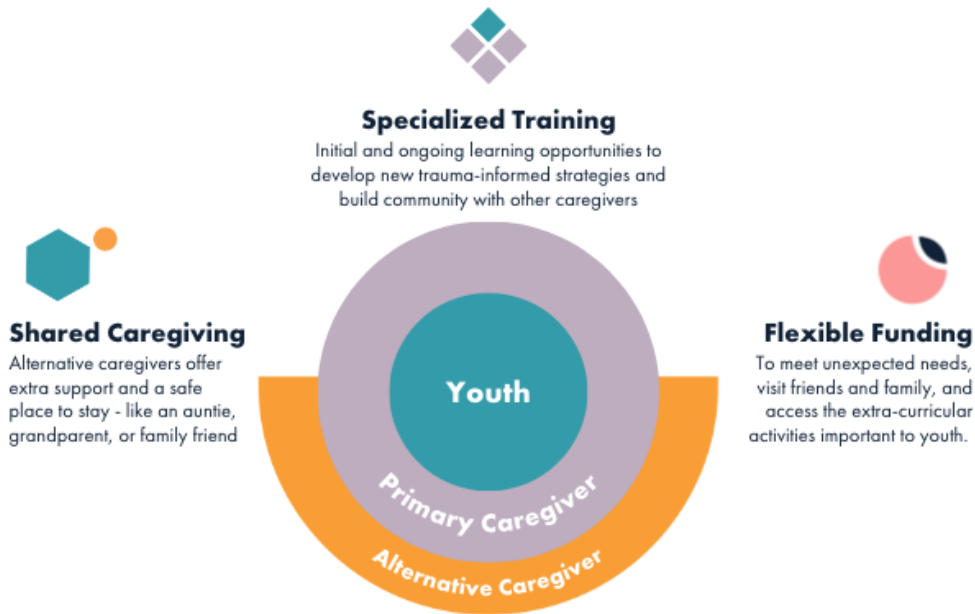 Specialized Training
Initial and ongoing learning opportunities to
develop new trauma-informed strategies and
build community with other caregivers
Shared Caregiving
Alternative caregivers offer
extra support and a safe
place to stay - like an auntie,
grandparent, or family friend
Flexible Funding
To meet unexpected needs,
visit friends and family, and
access the extra-curricular
activities important to youth.
Youth
Primary Caregiver
Alternative Caregiver